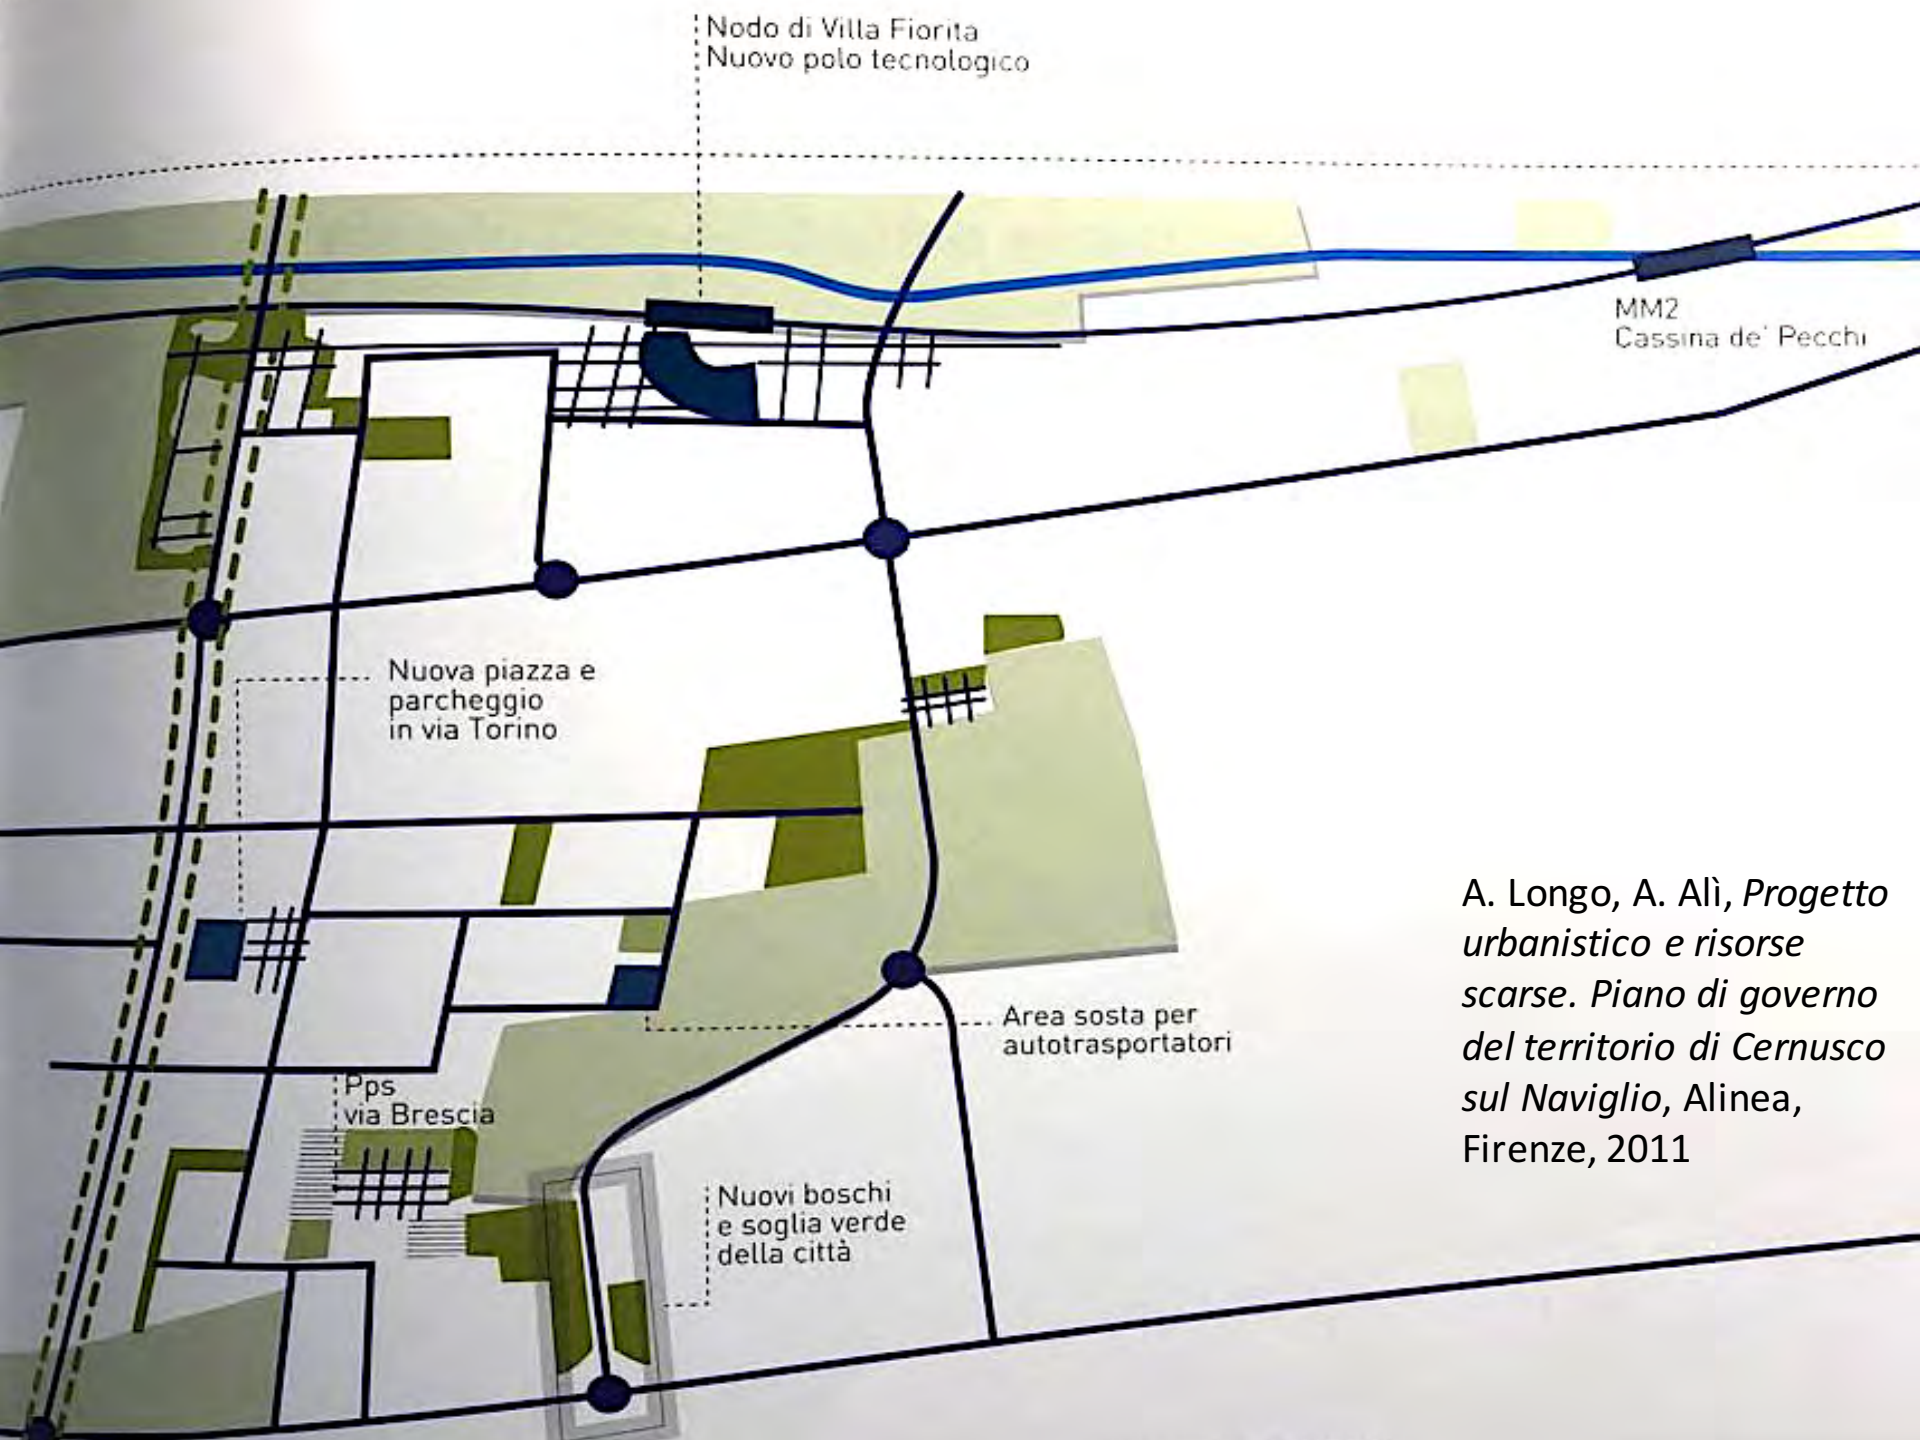 Nodo di Villa Fiorita
Nuovo polo tecnologico
MM2
Cassina de' Pecchi
Nuova piazza e
parcheggio
in via Torino
A. Longo, A. Alì, Progetto
urbanistico e risorse
scarse. Piano di governo
del territorio di Cernusco
sul Naviglio, Alinea,
Firenze, 2011
Area sosta per
autotrasportatori
Pps
via Brescia
Nuovi boschi
e soglia verde
della città